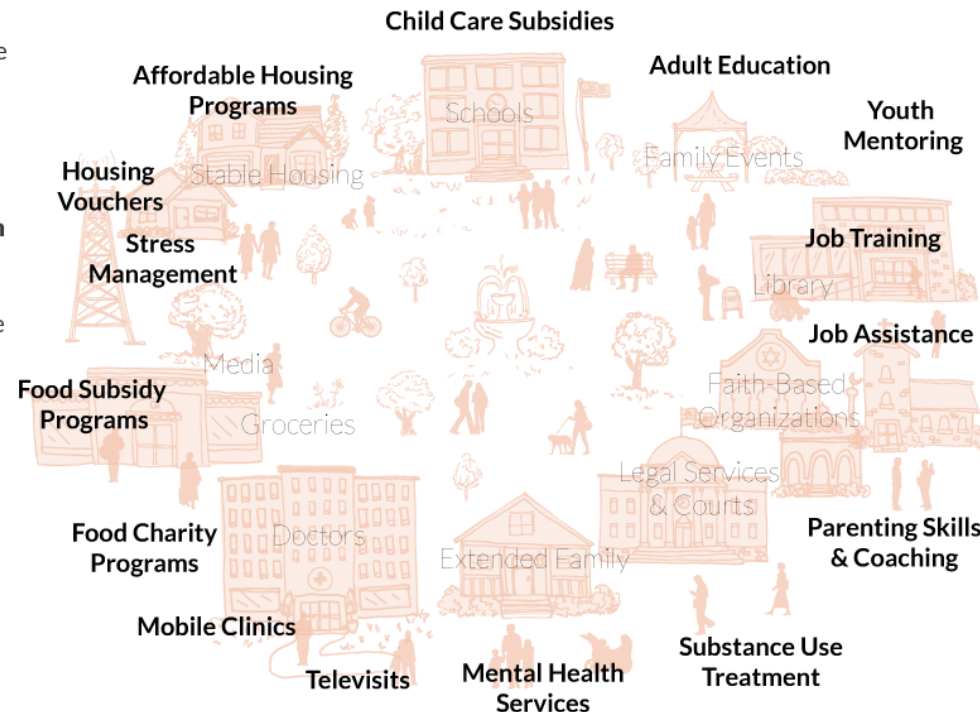 Child Care Subsidies
e
Affordable Housing
Programs
Adult Education
Schools
Youth
Mentoring
Family Events
Housing
Vouchers
Stable Housing
n
Stress
Management
Job Training
Library
e
Job Assistance
Media
Food Subsidy
Programs
Groceries
Faith-Based
Organizations
Legal Services
& Courts
Food Charity
Programs
Doctors
Extended Family
Parenting Skills
& Coaching
Mobile Clinics
Televisits
Mental Health
Services
Substance Use
Treatment